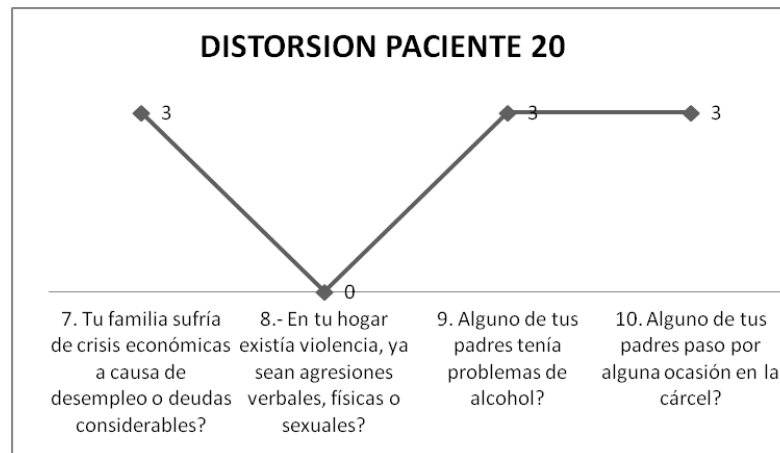 DISTORSION PACIENTE 20
3
0
3
3
7. Tu familia sufría
de crisis económicas
a causa de
desempleo o deudas
considerables?
8.- En tu hogar
existía violencia, ya
sean agresiones
verbales, físicas o
sexuales?
9. Alguno de tus
padres tenía
problemas de
alcohol?
10. Alguno de tus
padres paso por
alguna ocasión en la
cárcel?